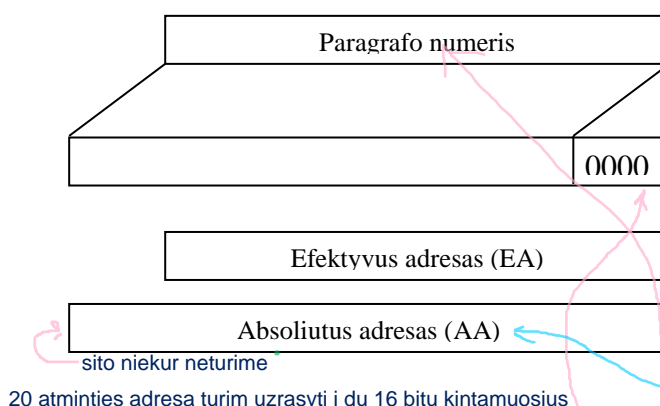 Paragrafo numeris
0000
Efektyvus adresas (EA)
Absoliutus adresas (AA)
sito niekur neturime
20 atminties adresa turim uzrasyti i du 16 bitu kintamuosius